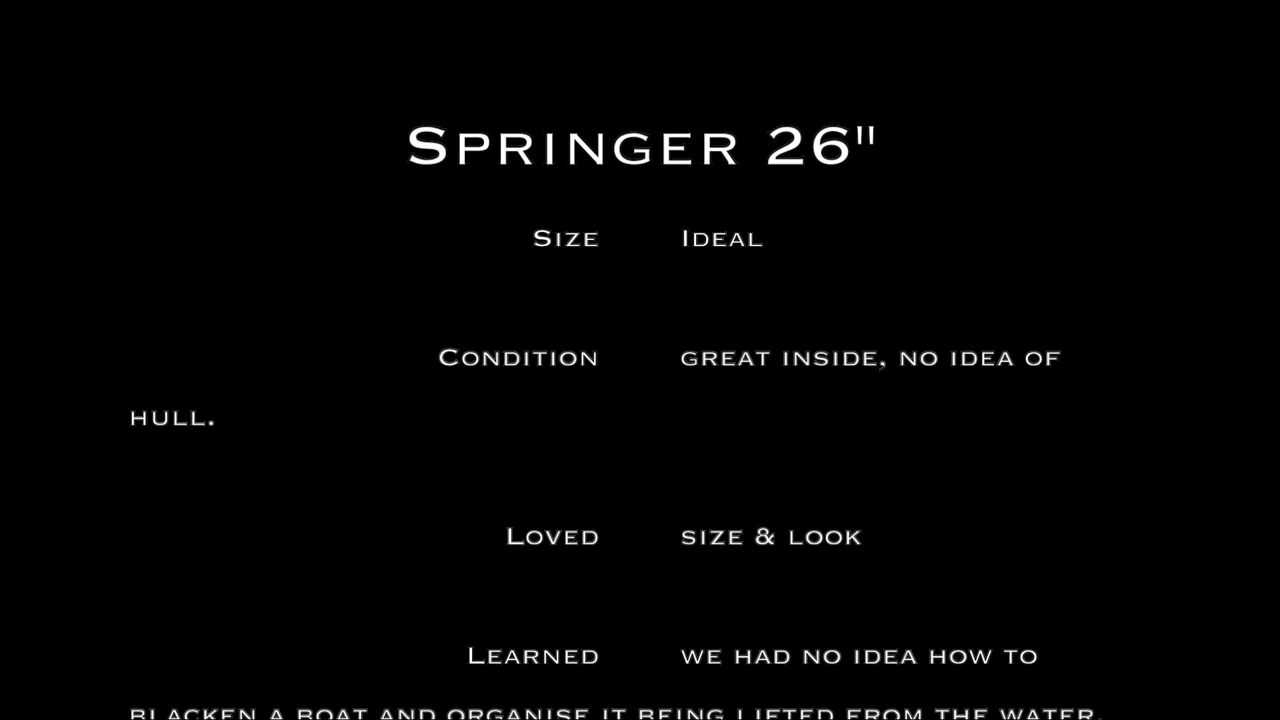 Springer 26"
Size Ideal
Condition great inside, no idea of
hull.
Loved size & look
Learned we had no idea how to
blacken a boat and organise it being lifted from the water.